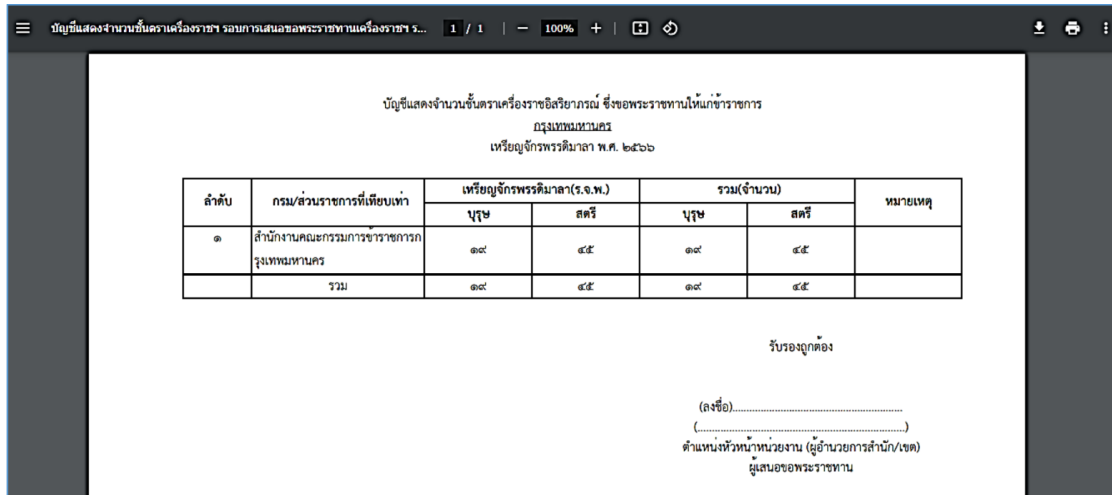 บัญชีแสดงจำนวนชั้นตราเครื่องราชฯ รอบการเสนอขอพระราชทานเครื่องราชฯ ร... 1 / 1 100%
บัญชีแสดงจำนวนชั้นตราเครื่องราชอิสริยาภรณ์ ซึ่งขอพระราชทานให้แก่ข้าราชการ
กรุงเทพมหานคร
เหรียญจักรพรรดิมาลา พ.ศ. ๒๕๖๖
ลำดับ กรม/ส่วนราชการที่เทียบเท่า เหรียญจักรพรรดิมาลา(ร.จ.พ.) รวม(จำนวน) หมายเหตุ
บุรุษ สตรี บุรุษ สตรี
๑ สำนักงานคณะกรรมการข้าราชการก ๑๙ ๔๕ ๑๙ ๔๕
รุงเทพมหานคร
รวม ๑๙ ๔๕ ๑๙ ๔๕
รับรองถูกต้อง
(ลงชื่อ)............................................................
(..........................................................................)
ตำแหน่งหัวหน้าหน่วยงาน (ผู้อำนวยการสำนัก/เขต)
ผู้เสนอขอพระราชทาน